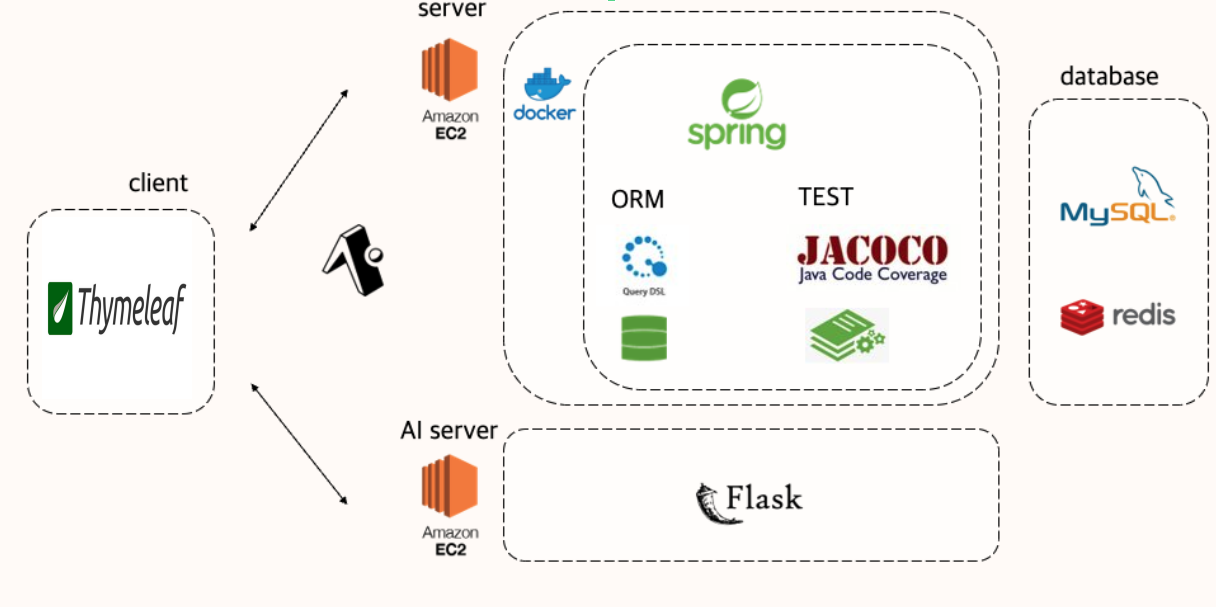 server
Amazon
EC2
docker
spring
database
ORM
TEST
Query DSL
JACOCO
Java Code Coverage
MySQL®
redis
client
Thymeleaf
AI server
Amazon
EC2
Flask